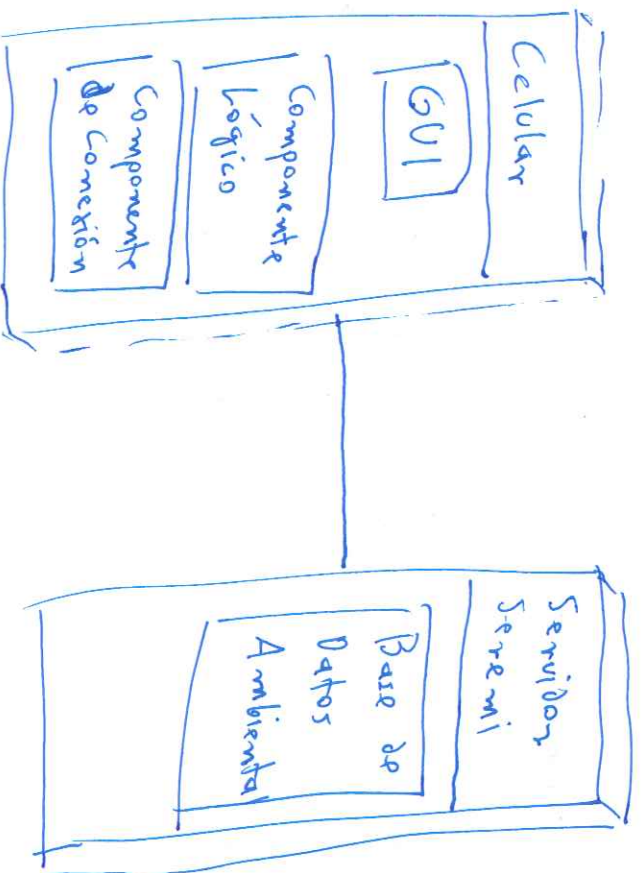 Celular
GUI
Componente
Lógico
Componente
de Conexión
Servidor
Seremi
Base de
Datos
Ambiental